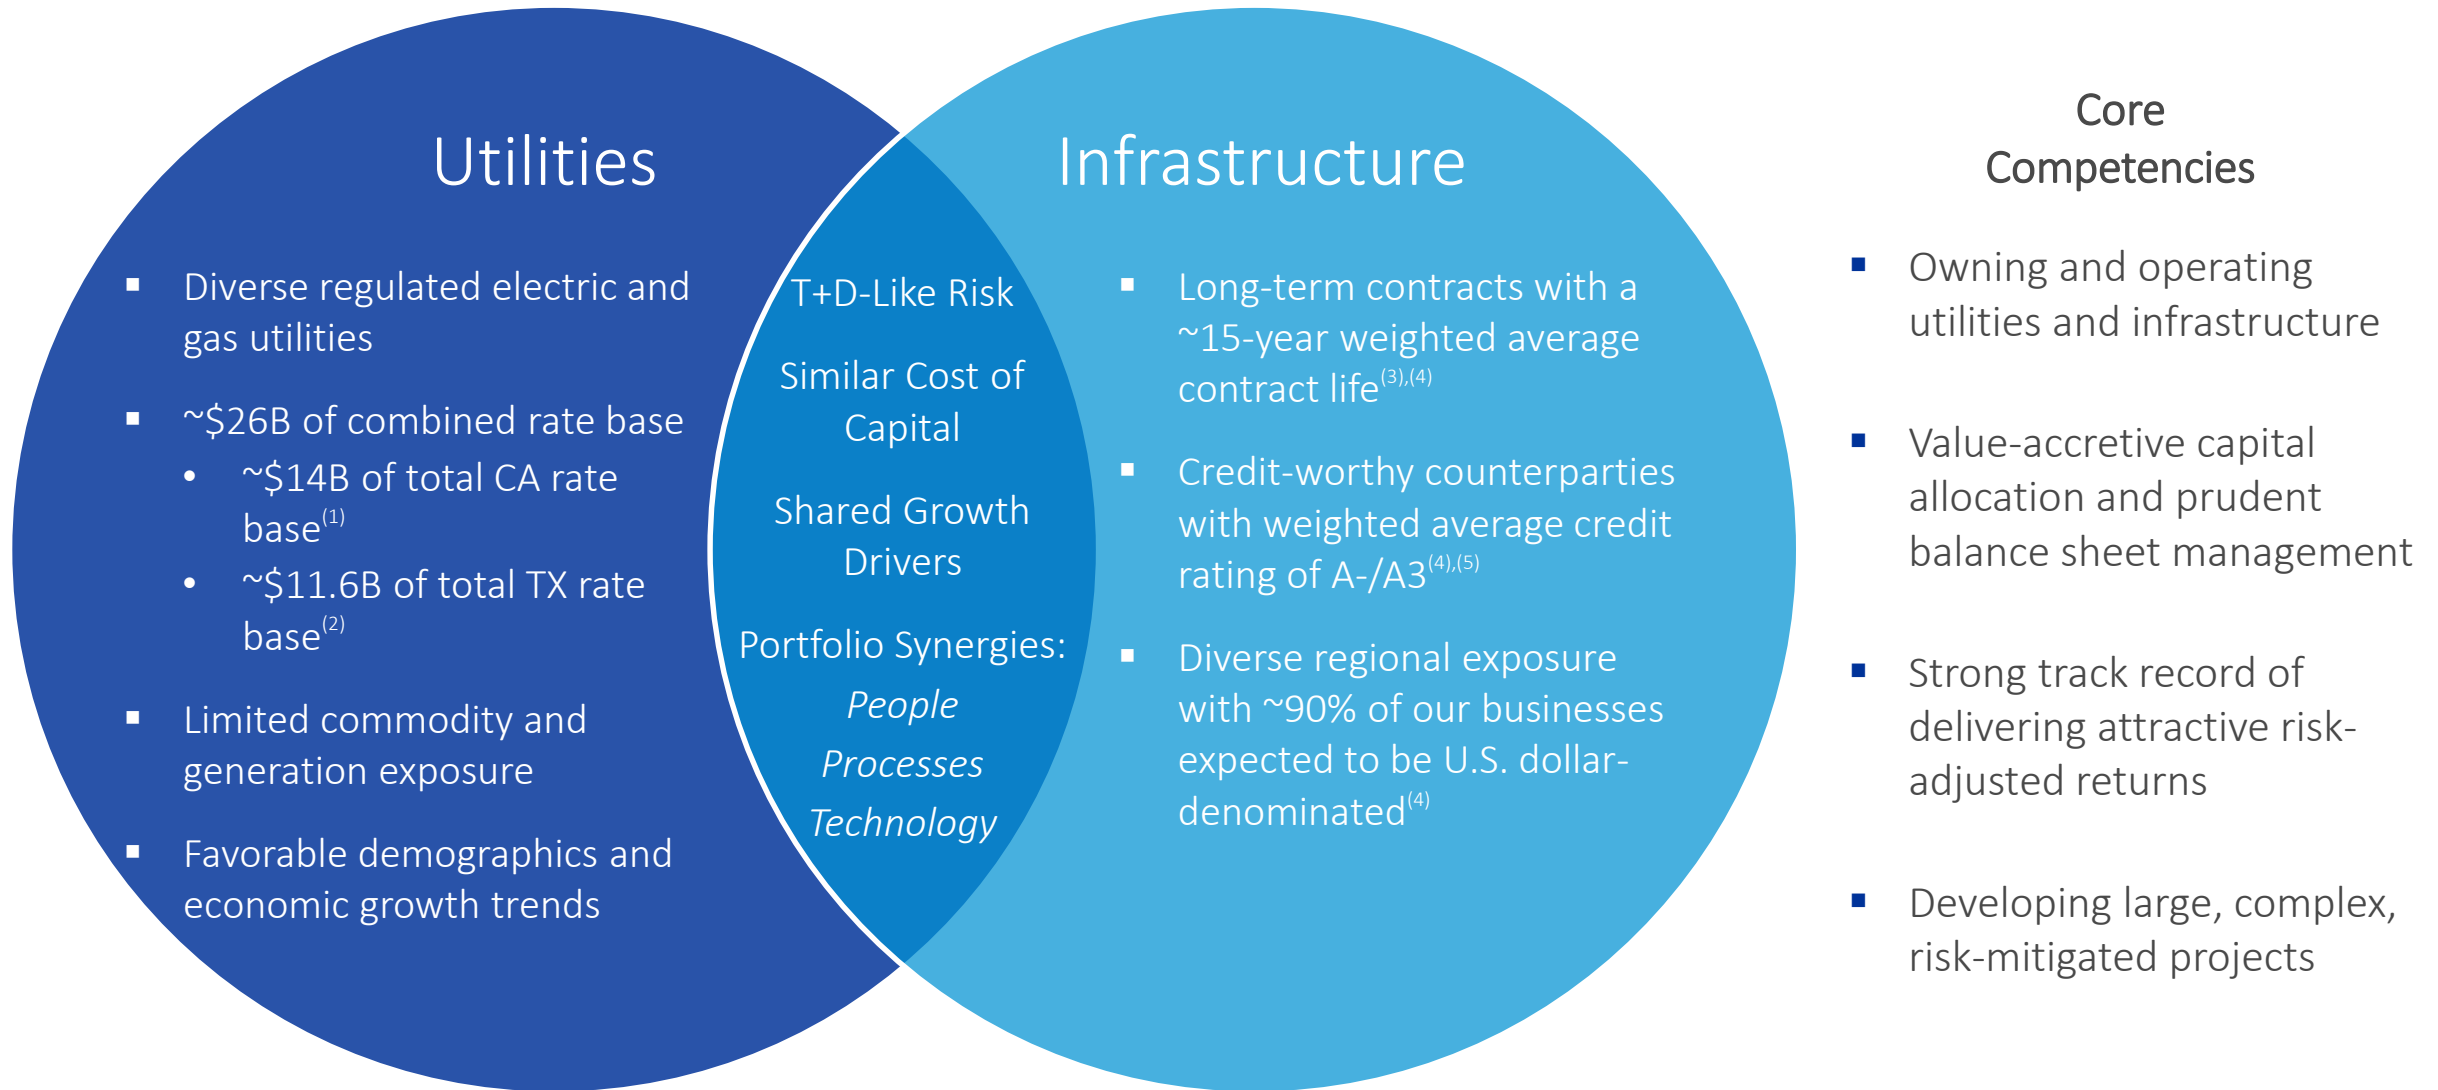 Utilities
▪ Diverse regulated electric and
gas utilities
▪ ~$26B of combined rate base
• ~$14B of total CA rate
base(1)
• ~$11.6B of total TX rate
base(2)
▪ Limited commodity and
generation exposure
▪ Favorable demographics and
economic growth trends
T+D-Like Risk
Similar Cost of
Capital
Shared Growth
Drivers
Portfolio Synergies:
People
Processes
Technology
Infrastructure
▪ Long-term contracts with a
~15-year weighted average
contract life(3),(4)
▪ Credit-worthy counterparties
with weighted average credit
rating of A-/A3(4),(5)
▪ Diverse regional exposure
with ~90% of our businesses
expected to be U.S. dollar-
denominated(4)
Core
Competencies
▪ Owning and operating
utilities and infrastructure
▪ Value-accretive capital
allocation and prudent
balance sheet management
▪ Strong track record of
delivering attractive risk-
adjusted returns
▪ Developing large, complex,
risk-mitigated projects